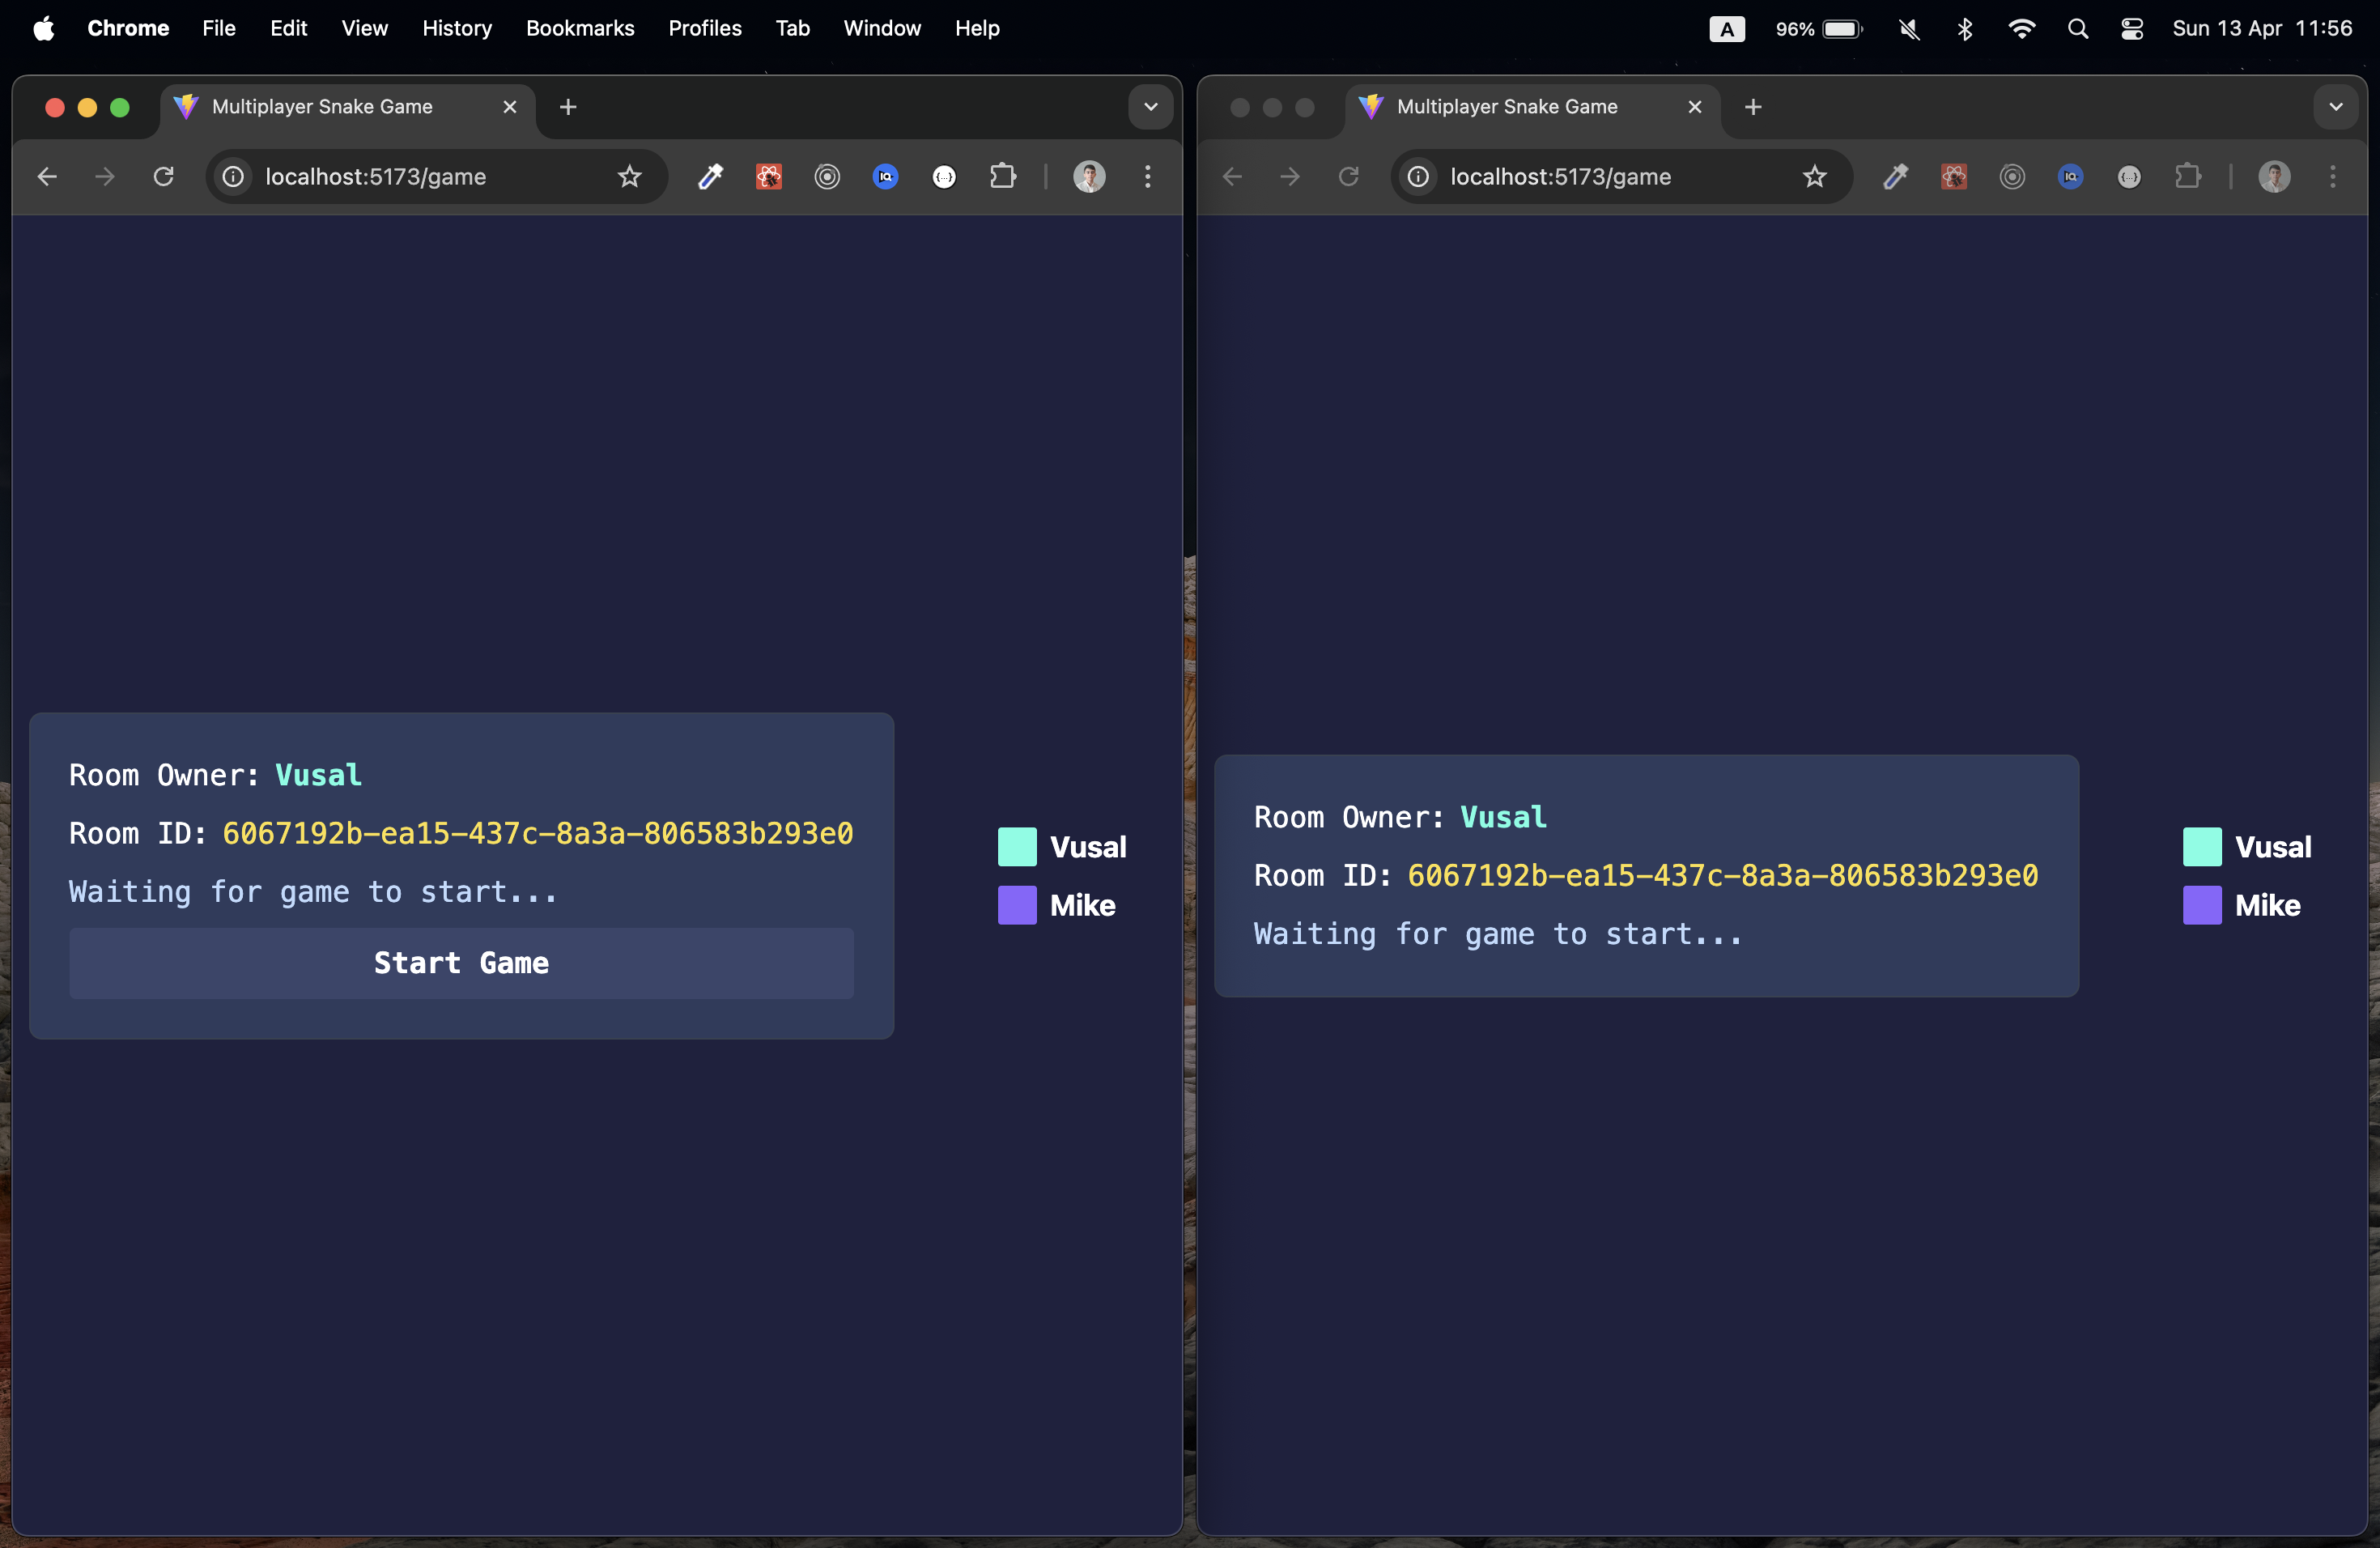 Chrome File Edit View History Bookmarks Profiles Tab Window Help A 96% Sun 13 Apr 11:56
Multiplayer Snake Game
localhost:5173/game
Room Owner: Vusal
Room ID: 6067192b-ea15-437c-8a3a-806583b293e0
Waiting for game to start...
Start Game
Vusal
Mike
Multiplayer Snake Game
localhost:5173/game
Room Owner: Vusal
Room ID: 6067192b-ea15-437c-8a3a-806583b293e0
Waiting for game to start...
Vusal
Mike